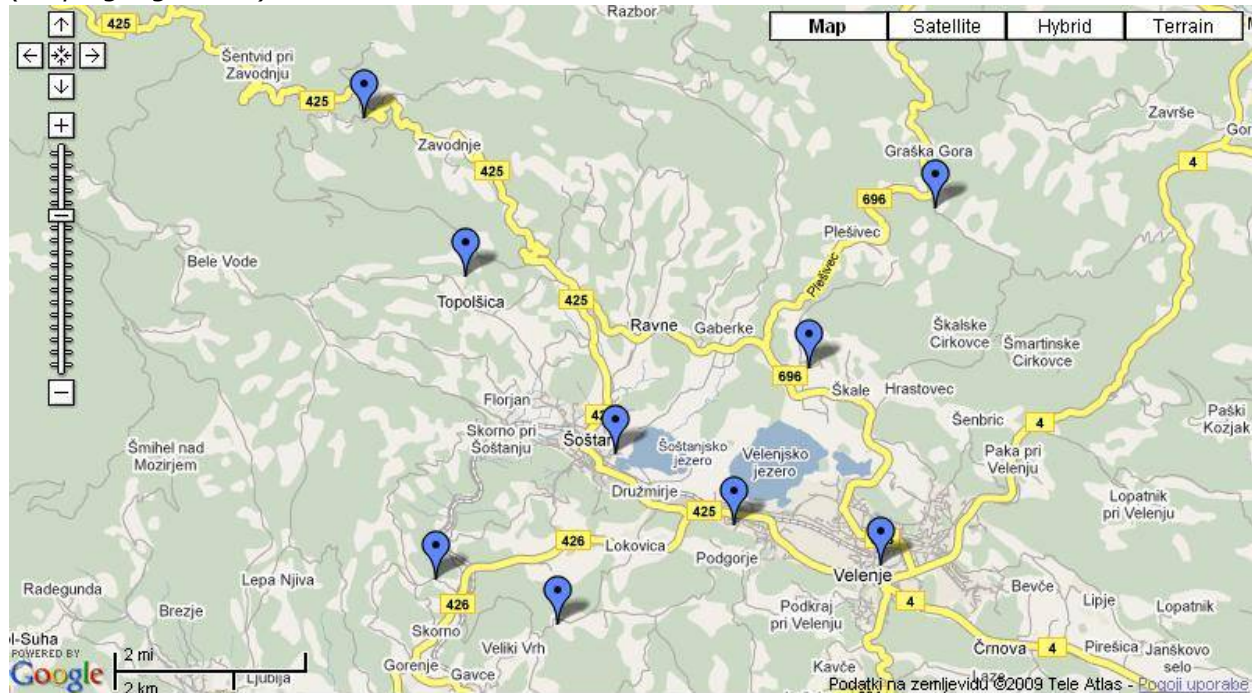 Razbor
425
Map
Satellite
Hybrid
Terrain
Šentvid pri
Zavodnju
425
Završe
Zavodnje
Graška Gora
4
425
696
Plešivec
Bele Vode
Plešivec
Topolšica
425
Ravne
Gaberke
Škalske
Cirkovce
Šmartinske
Cirkovce
696
Škale
Hrastovec
Florjan
Šenbric
Paški
Kozjak
4
Skorno pri
Šoštanju
Šmihel nad
Mozirjem
Šoštanjsko
jezero
Velenjsko
jezero
Paka pri
Velenju
Družmirje
Lopatnik
pri Velenju
425
426
Lokovica
Podgorje
Velenje
Radegunda
Lepa Njiva
Bevče
426
4
Lipje
Lopatnik
Brezje
Podkraj
pri Velenju
Skorno
Veliki Vrh
l-Suha
POWERED BY
Google
2 mi
2 km
Črnova
4
Pirešica
Janškovo
selo
Gorenje
Gavce
Kavče
Ljubija
Laze
Podatki na zemljevidu ©2009 Tele Atlas - Pogoji uporabe